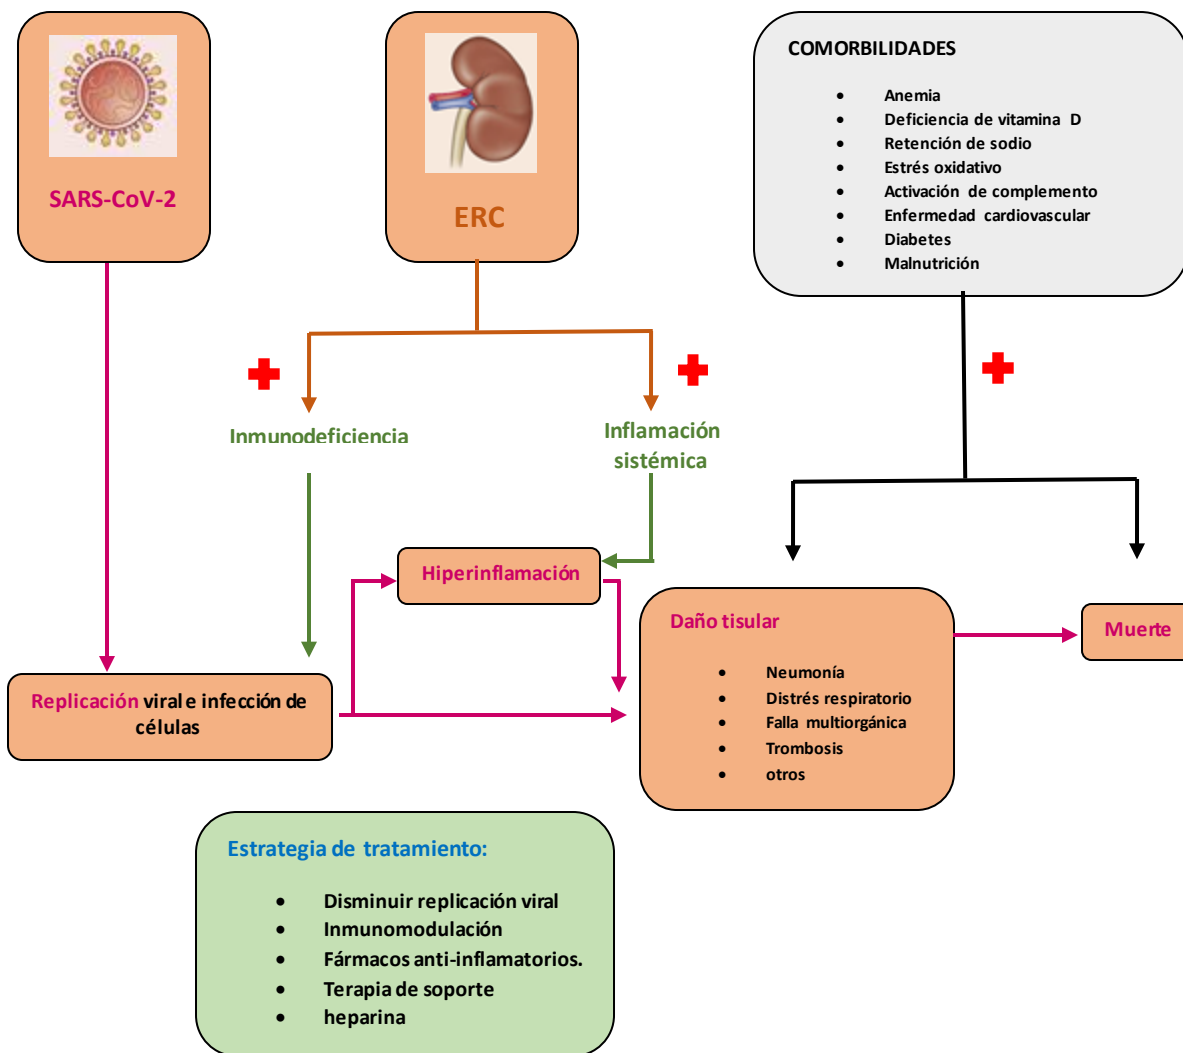 SARS-CoV-2
ERC
COMORBILIDADES
Anemia
Deficiencia de vitamina D
Retención de sodio
Estrés oxidativo
Activación de complemento
Enfermedad cardiovascular
Diabetes
Malnutrición
Inmunodeficiencia
Inflamación
sistémica
Hiperinflamación
Replicación viral e infección de
células
Daño tisular
Neumonía
Distrés respiratorio
Falla multiorgánica
Trombosis
otros
Muerte
Estrategia de tratamiento:
Disminuir replicación viral
Inmunomodulación
Fármacos anti-inflamatorios.
Terapia de soporte
heparina